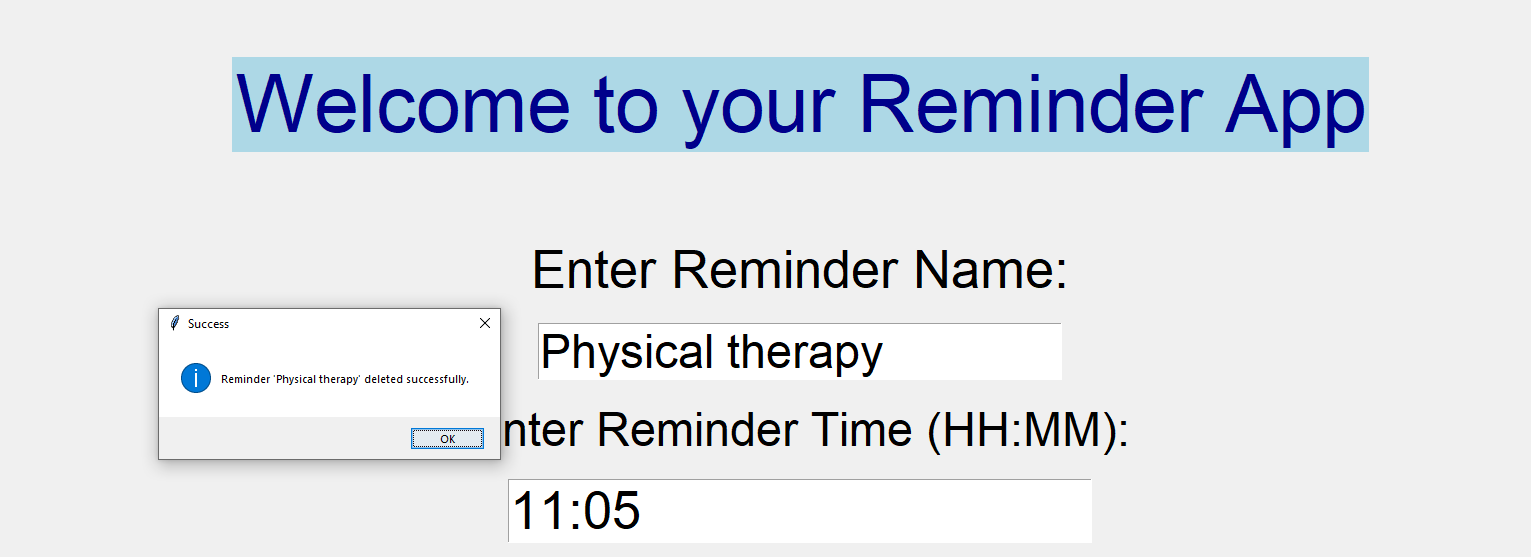 Welcome to your Reminder App
Enter Reminder Name:
Success
Physical therapy
Reminder 'Physical therapy' deleted successfully.
nter Reminder Time (HH:MM):
OK
11:05